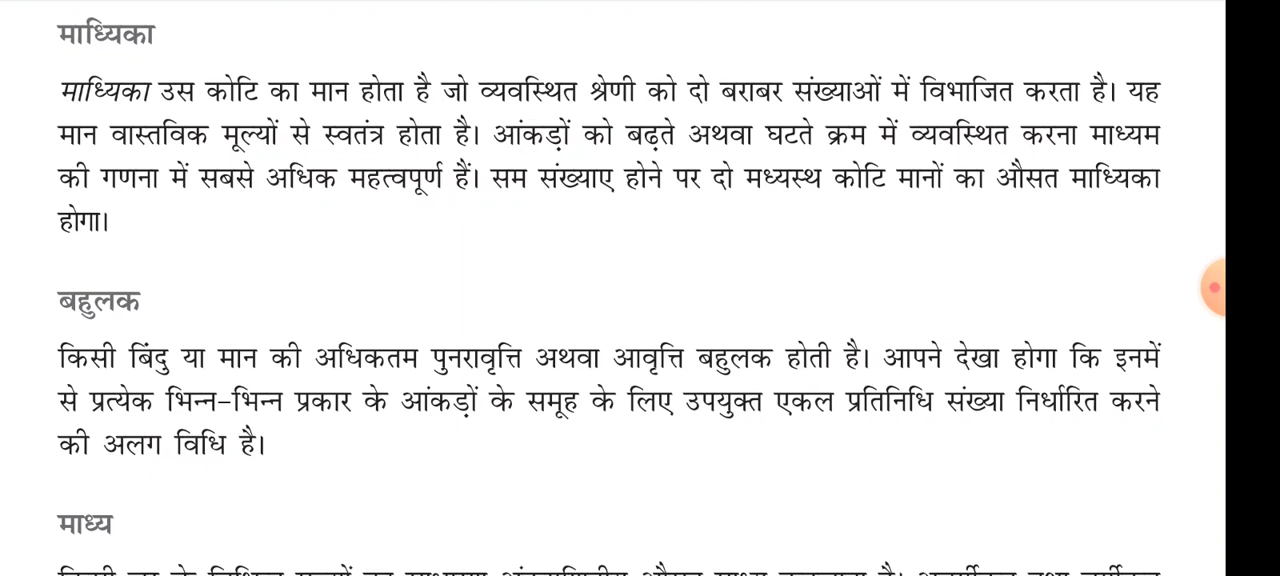 माध्यिका
माध्यिका उस कोटि का मान होता है जो व्यवस्थित श्रेणी को दो बराबर संख्याओं में विभाजित करता है। यह
मान वास्तविक मूल्यों से स्वतंत्र होता है। आंकड़ों को बढ़ते अथवा घटते क्रम में व्यवस्थित करना माध्यम
की गणना में सबसे अधिक महत्वपूर्ण हैं। सम संख्याए होने पर दो मध्यस्थ कोटि मानों का औसत माध्यिका
होगा।
बहुलक
किसी बिंदु या मान की अधिकतम पुनरावृत्ति अथवा आवृत्ति बहुलक होती है। आपने देखा होगा कि इनमें
से प्रत्येक भिन्न-भिन्न प्रकार के आंकड़ों के समूह के लिए उपयुक्त एकल प्रतिनिधि संख्या निर्धारित करने
की अलग विधि है।
माध्य